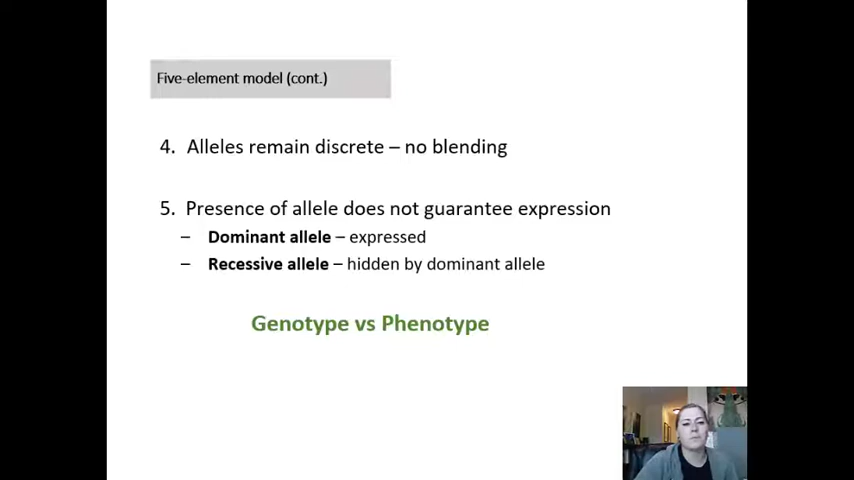 Five-element model (cont.)
4. Alleles remain discrete – no blending
5. Presence of allele does not guarantee expression
– Dominant allele – expressed
– Recessive allele – hidden by dominant allele
Genotype vs Phenotype